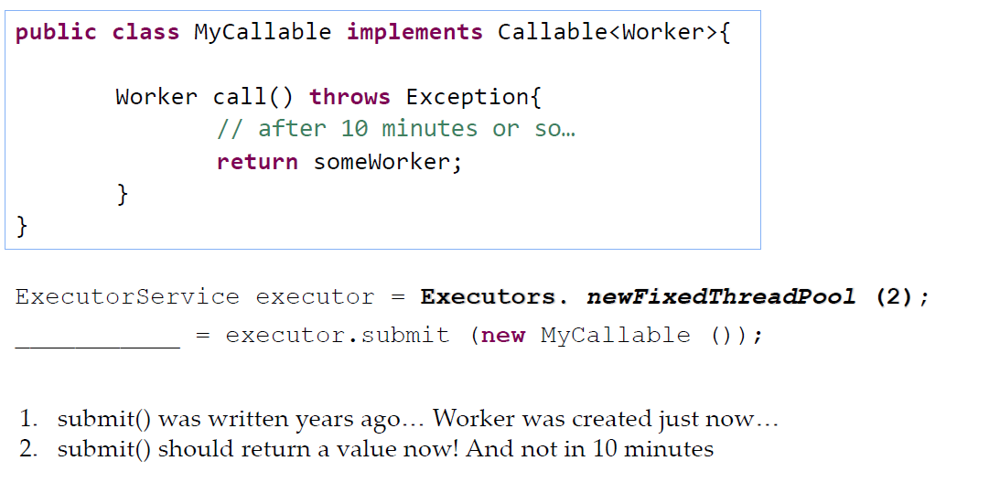 public class MyCallable implements Callable<Worker>{
Worker call() throws Exception{
// after 10 minutes or so…
return someWorker;
}
}
ExecutorService executor = Executors. newFixedThreadPool (2);
___________ = executor.submit (new MyCallable ());
1. submit() was written years ago… Worker was created just now…
2. submit() should return a value now! And not in 10 minutes